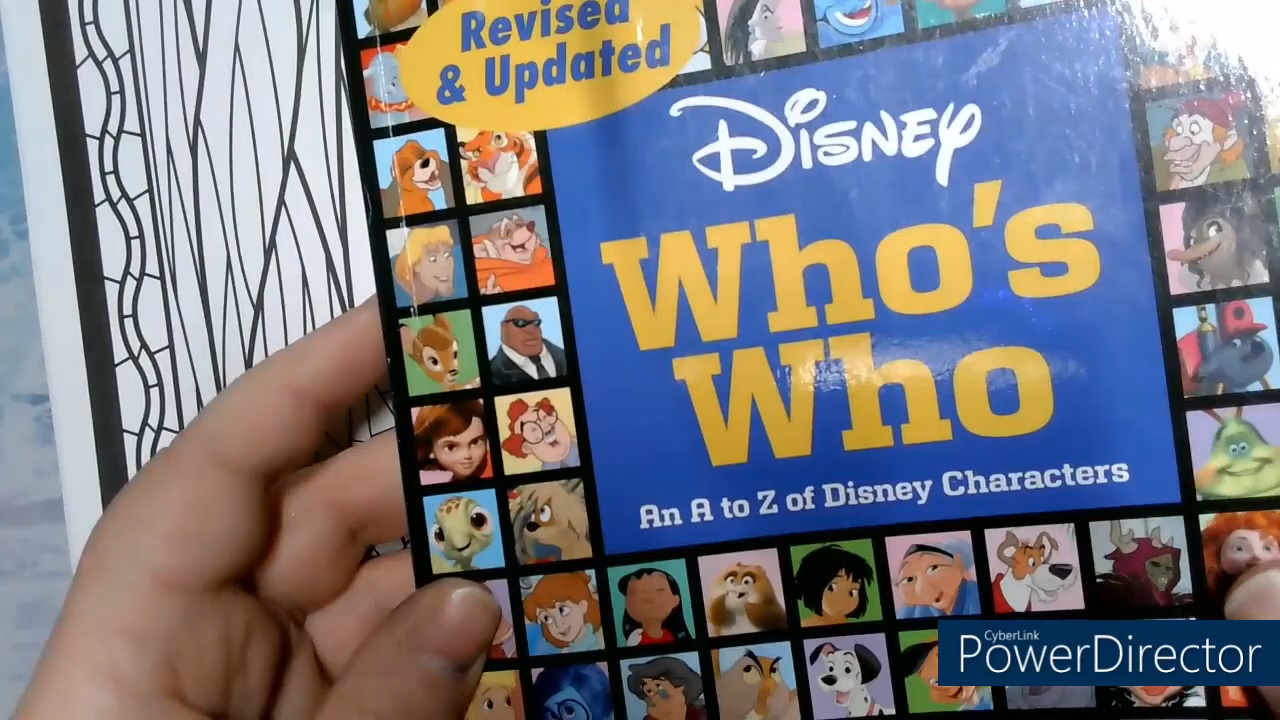 Revised
& Updated
Disney
Who's
Who
An A to Z of Disney Characters
CyberLink
PowerDirector